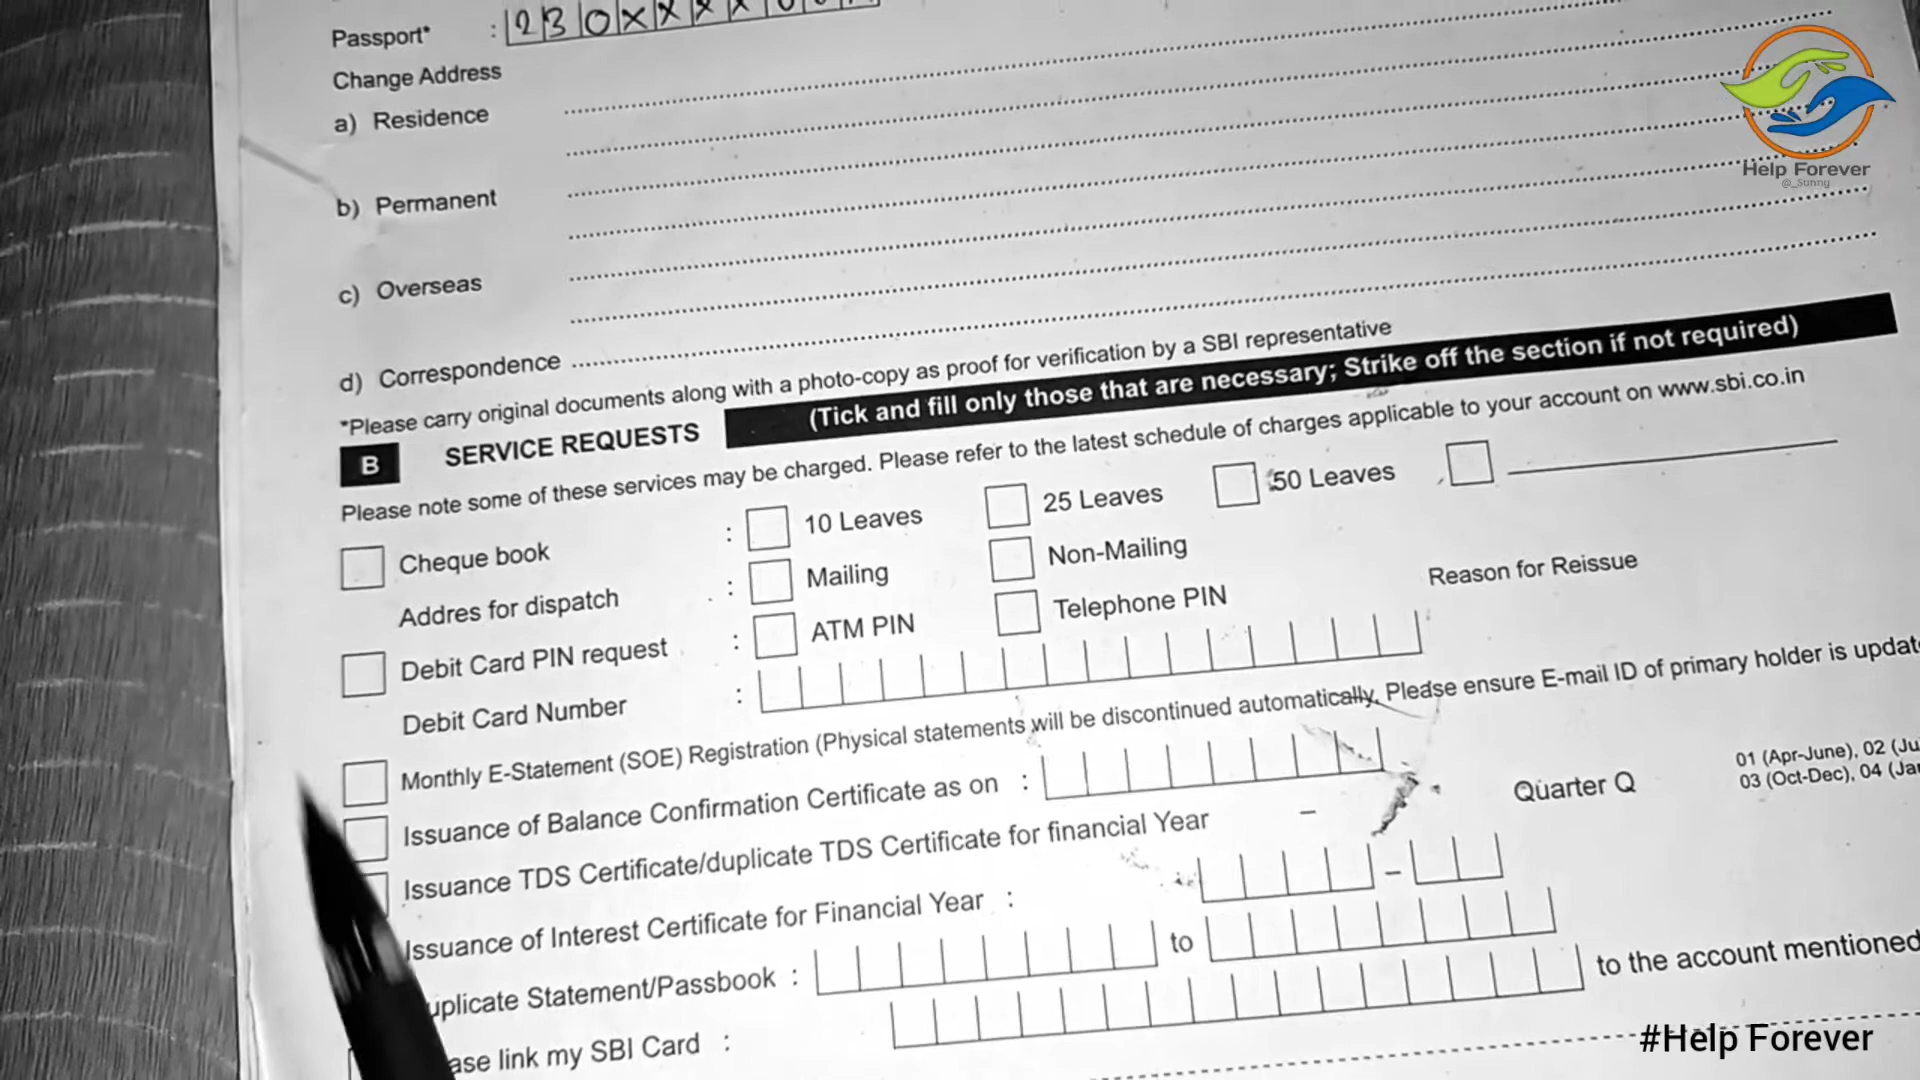 Passport* : 230XXXX
Change Address
a) Residence
b) Permanent
c) Overseas
d) Correspondence
*Please carry original documents along with a photo-copy as proof for verification by a SBI representative
B SERVICE REQUESTS (Tick and fill only those that are necessary; Strike off the section if not required)
Please note some of these services may be charged. Please refer to the latest schedule of charges applicable to your account on www.sbi.co.in
Cheque book : 10 Leaves 25 Leaves 50 Leaves
Addres for dispatch : Mailing Non-Mailing
Debit Card PIN request : ATM PIN Telephone PIN Reason for Reissue
Debit Card Number :
Monthly E-Statement (SOE) Registration (Physical statements will be discontinued automatically. Please ensure E-mail ID of primary holder is updat
Issuance of Balance Confirmation Certificate as on :
Issuance TDS Certificate/duplicate TDS Certificate for financial Year – Quarter Q 01 (Apr-June), 02 (Ju
03 (Oct-Dec), 04 (Jan
Issuance of Interest Certificate for Financial Year : –
uplicate Statement/Passbook : to
ase link my SBI Card : to the account mentioned
Help Forever
@_Sunny
#Help Forever